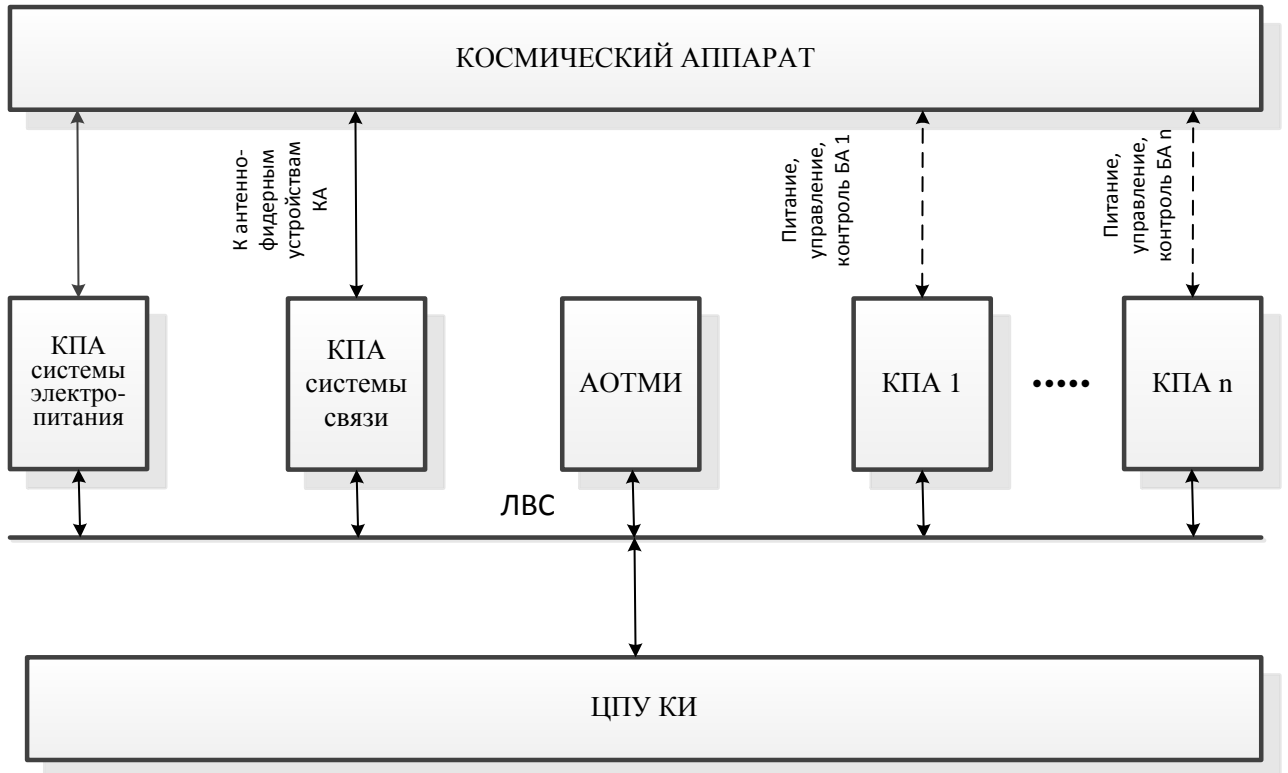 КОСМИЧЕСКИЙ АППАРАТ
К антенно-
фидерным
устройствам
КА
Питание,
управление,
контроль БА 1
Питание,
управление,
контроль БА n
КПА
системы
электро-
питания
КПА
системы
связи
АОТМИ
КПА 1
•••••
КПА n
ЛВС
ЦПУ КИ